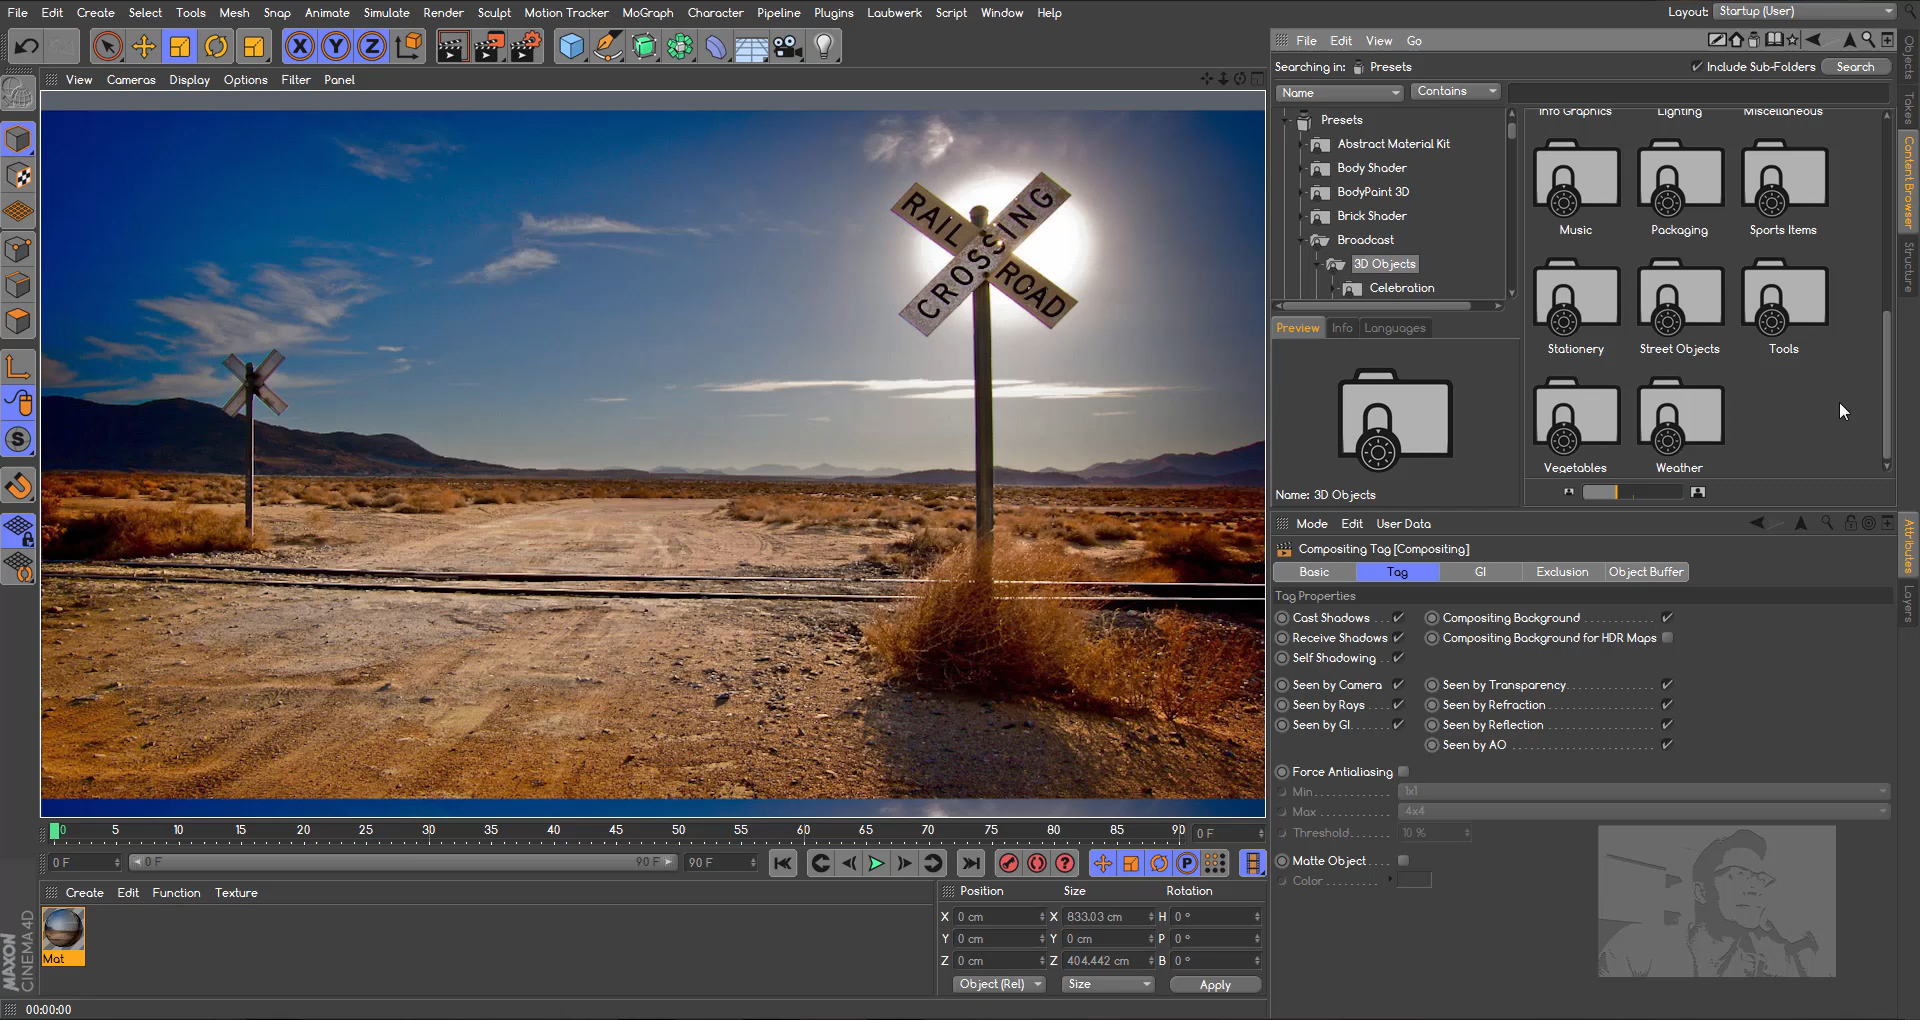 File Edit Create Select Tools Mesh Snap Animate Simulate Render Sculpt Motion Tracker MoGraph Character Pipeline Plugins Laubwerk Script Window Help
Layout: Startup (User)
File Edit View Go
View Cameras Display Options Filter Panel
Searching in: Presets
Include Sub-Folders Search
Name Contains
Presets
Abstract Material Kit
Body Shader
BodyPaint 3D
Brick Shader
Broadcast
3D Objects
Celebration
Info Graphics Lighting Miscellaneous
Music Packaging Sports Items
Stationery Street Objects Tools
Vegetables Weather
Preview Info Languages
Name: 3D Objects
Objects
Takes
Content Browser
Structure
RAIL ROAD
CROSSING
Mode Edit User Data
Compositing Tag [Compositing]
Basic Tag GI Exclusion Object Buffer
Tag Properties
Cast Shadows Compositing Background
Receive Shadows Compositing Background for HDR Maps
Self Shadowing
Seen by Camera Seen by Transparency
Seen by Rays Seen by Refraction
Seen by GI Seen by Reflection
Seen by AO
Force Antialiasing
Min 1x1
Max 4x4
Threshold 10 %
Matte Object
Color
Attributes
Layers
0 5 10 15 20 25 30 35 40 45 50 55 60 65 70 75 80 85 90 0 F
0 F 0 F 90 F 90 F
Create Edit Function Texture
Mat
Position Size Rotation
X 0 cm X 833.03 cm H 0 °
Y 0 cm Y 0 cm P 0 °
Z 0 cm Z 404.442 cm B 0 °
Object (Rel) Size Apply
MAXON
CINEMA 4D
00:00:00